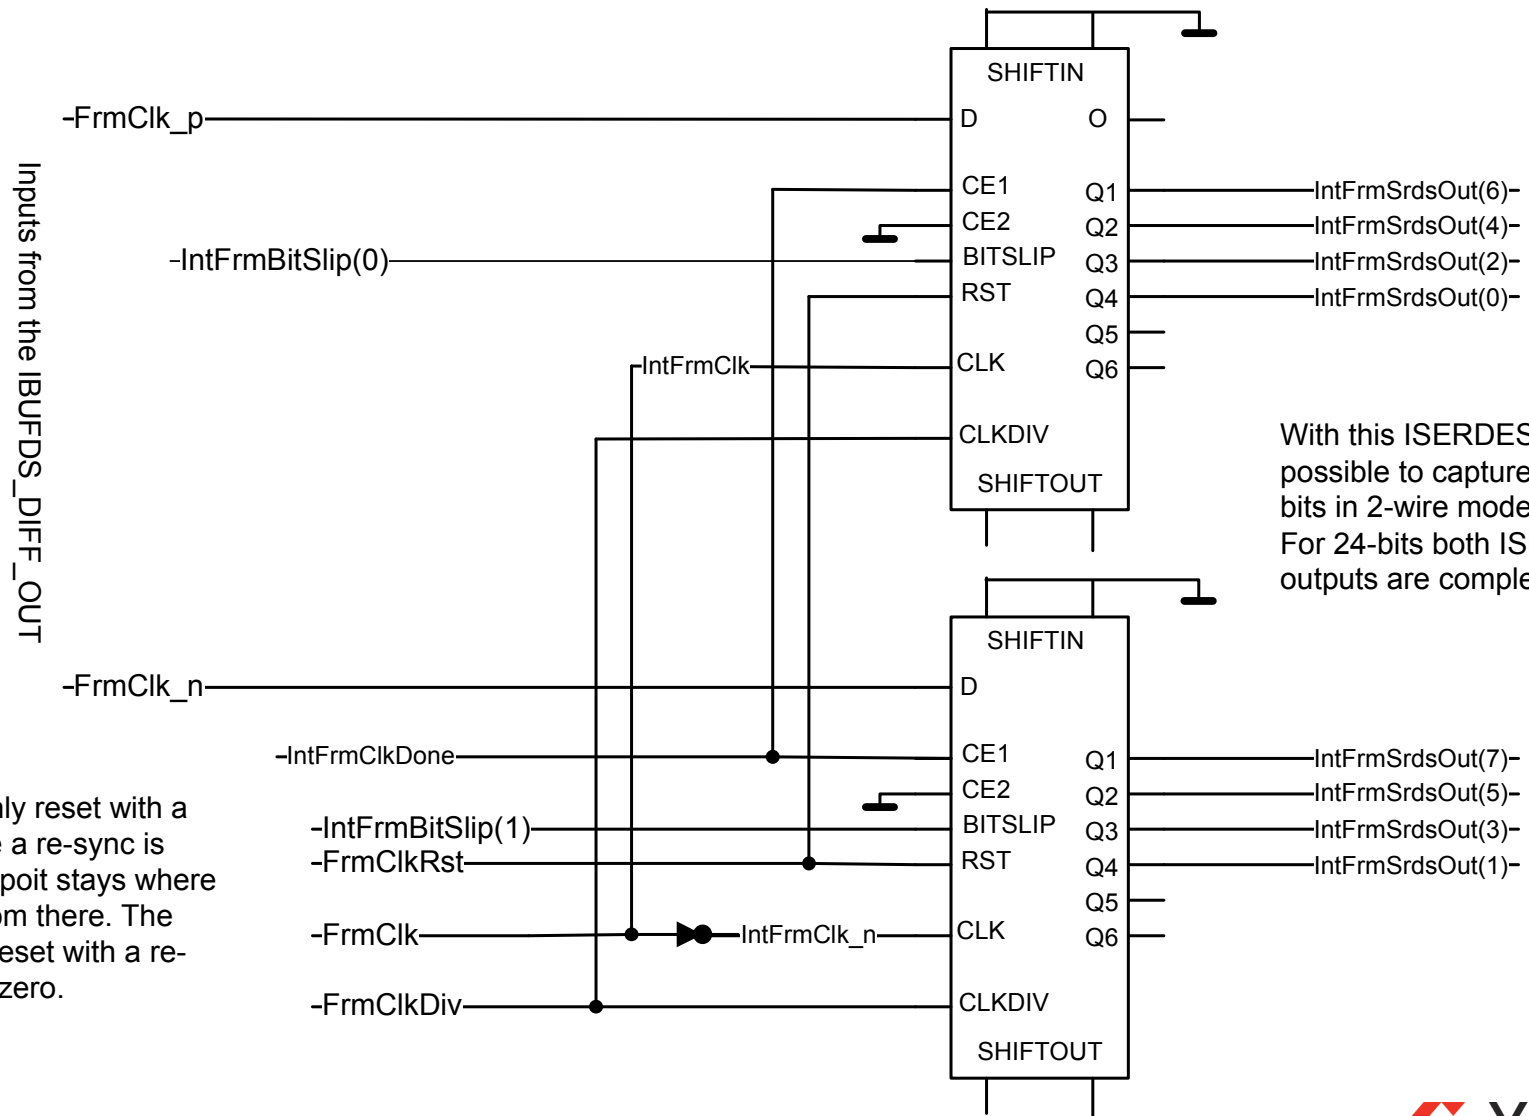 SHIFTIN
-FrmClk_p
D
O
CE1
Q1
IntFrmSrdsOut(6)
CE2
Q2
IntFrmSrdsOut(4)
-IntFrmBitSlip(0)
BITSLIP
Q3
IntFrmSrdsOut(2)
RST
Q4
IntFrmSrdsOut(0)
Q5
IntFrmClk
CLK
Q6
CLKDIV
SHIFTOUT
Inputs from the IBUFDS_DIFF_OUT
With this ISERDES
possible to capture
bits in 2-wire mode
For 24-bits both IS
outputs are comple
SHIFTIN
-FrmClk_n
D
-IntFrmClkDone
CE1
Q1
IntFrmSrdsOut(7)
CE2
Q2
IntFrmSrdsOut(5)
-IntFrmBitSlip(1)
BITSLIP
Q3
IntFrmSrdsOut(3)
-FrmClkRst
RST
Q4
IntFrmSrdsOut(1)
Q5
-FrmClk
IntFrmClk_n
CLK
Q6
-FrmClkDiv
CLKDIV
SHIFTOUT
nly reset with a
e a re-sync is
poit stays where
om there. The
eset with a re-
zero.